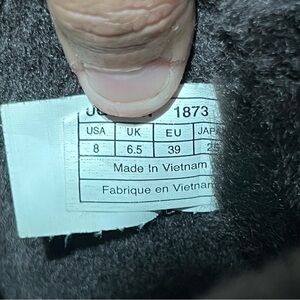 1873
USA UK EU
8 6.5 39
Made In Vietnam
Fabrique en Vietnam